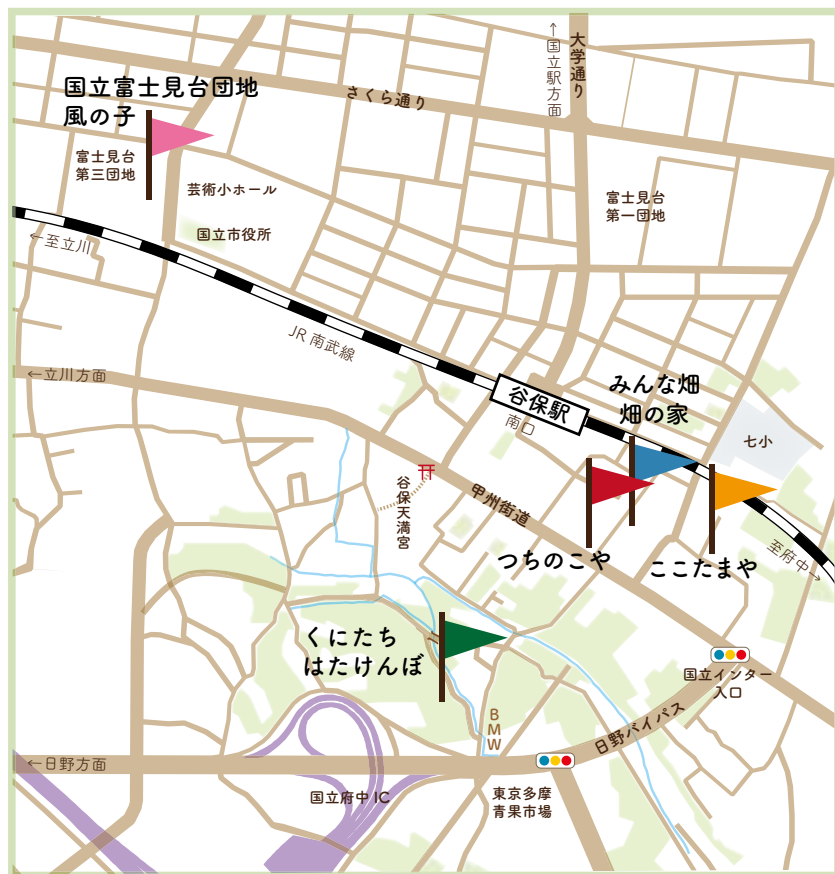 ←国立駅方面
大学通り
国立富士見台団地
風の子
さくら通り
富士見台
第三団地
芸術小ホール
富士見台
第一団地
国立市役所
←至立川
JR 南武線
←立川方面
谷保駅
南口
みんな畑
畑の家
七小
谷保天満宮
甲州街道
つちのこや
ここたまや
至府中→
くにたち
はたけんぼ
国立インター
入口
BMW
日野バイパス
←日野方面
国立府中 IC
東京多摩
青果市場